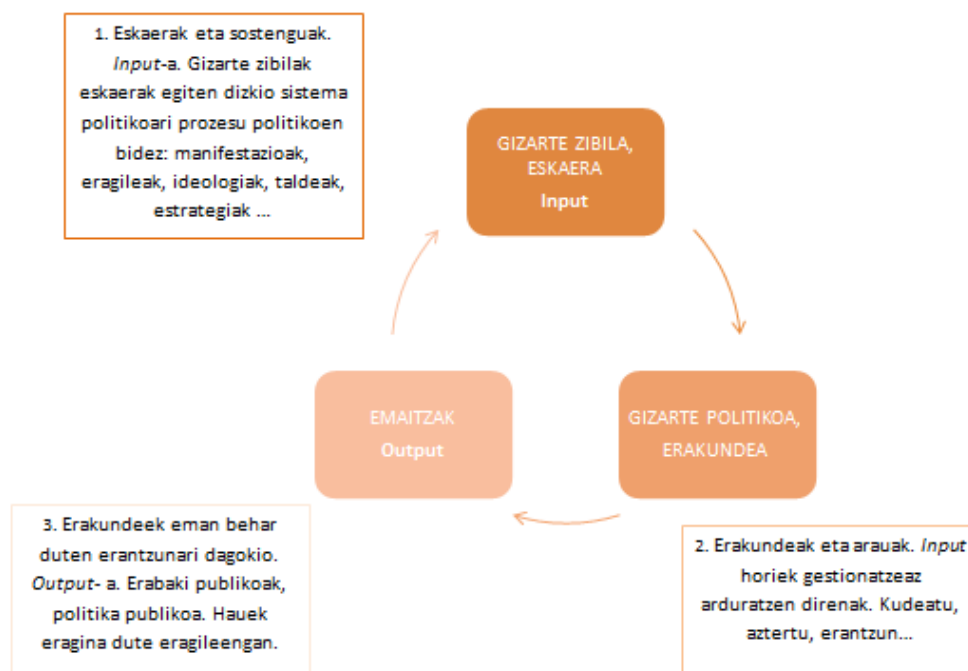 1. Eskaerak eta sostenguak.
Input-a. Gizarte zibilak
eskaerak egiten dizkio sistema
politikoari prozesu politikoen
bidez: manifestazioak,
eragileak, ideologiak, taldeak,
estrategiak ...
GIZARTE ZIBILA,
ESKAERA
Input
GIZARTE POLITIKOA,
ERAKUNDEA
2. Erakundeak eta arauak. Input
horiek gestionatzeaz
arduratzen direnak. Kudeatu,
aztertu, erantzun...
EMAITZAK
Output
3. Erakundeek eman behar
duten erantzunari dagokio.
Output- a. Erabaki publikoak,
politika publikoa. Hauek
eragina dute eragileengan.